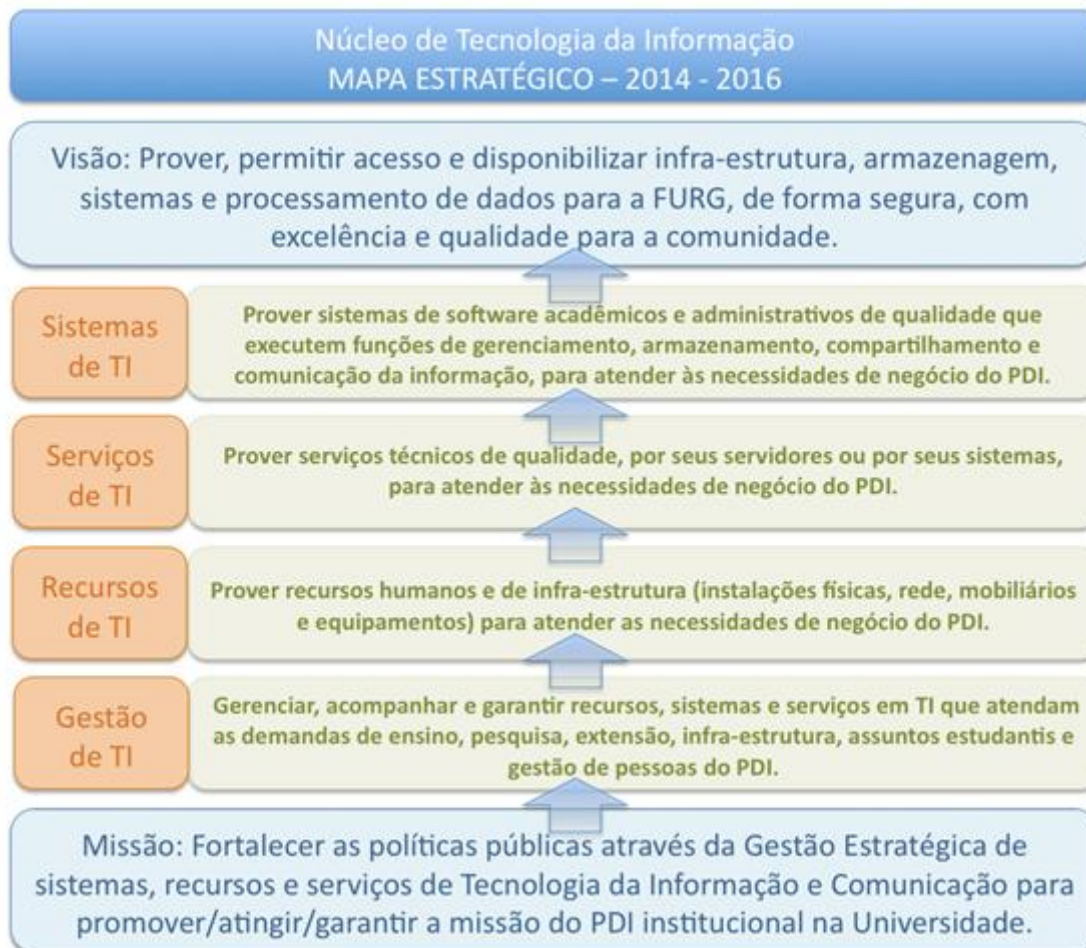 Núcleo de Tecnologia da Informação
MAPA ESTRATÉGICO – 2014 - 2016
Visão: Prover, permitir acesso e disponibilizar infra-estrutura, armazenagem,
sistemas e processamento de dados para a FURG, de forma segura, com
excelência e qualidade para a comunidade.
Sistemas
de TI
Prover sistemas de software acadêmicos e administrativos de qualidade que
executem funções de gerenciamento, armazenamento, compartilhamento e
comunicação da informação, para atender às necessidades de negócio do PDI.
Serviços
de TI
Prover serviços técnicos de qualidade, por seus servidores ou por seus sistemas,
para atender às necessidades de negócio do PDI.
Recursos
de TI
Prover recursos humanos e de infra-estrutura (instalações físicas, rede, mobiliários
e equipamentos) para atender as necessidades de negócio do PDI.
Gestão
de TI
Gerenciar, acompanhar e garantir recursos, sistemas e serviços em TI que atendam
as demandas de ensino, pesquisa, extensão, infra-estrutura, assuntos estudantis e
gestão de pessoas do PDI.
Missão: Fortalecer as políticas públicas através da Gestão Estratégica de
sistemas, recursos e serviços de Tecnologia da Informação e Comunicação para
promover/atingir/garantir a missão do PDI institucional na Universidade.